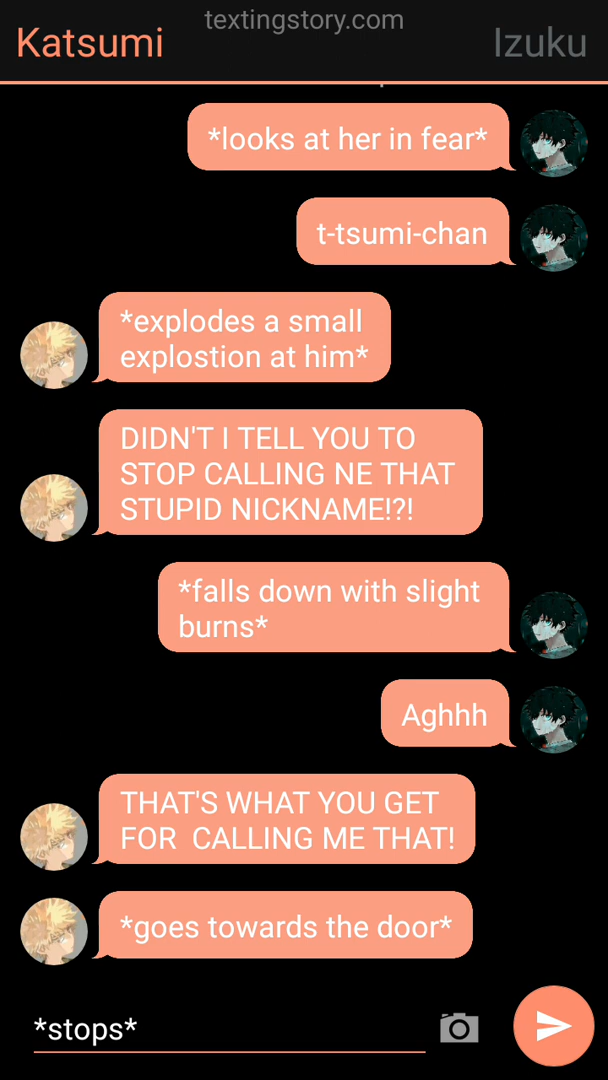 textingstory.com
Katsumi
Izuku
*looks at her in fear*
t-tsumi-chan
*explodes a small
explostion at him*
DIDN'T I TELL YOU TO
STOP CALLING NE THAT
STUPID NICKNAME!?!
*falls down with slight
burns*
Aghhh
THAT'S WHAT YOU GET
FOR  CALLING ME THAT!
*goes towards the door*
*stops*